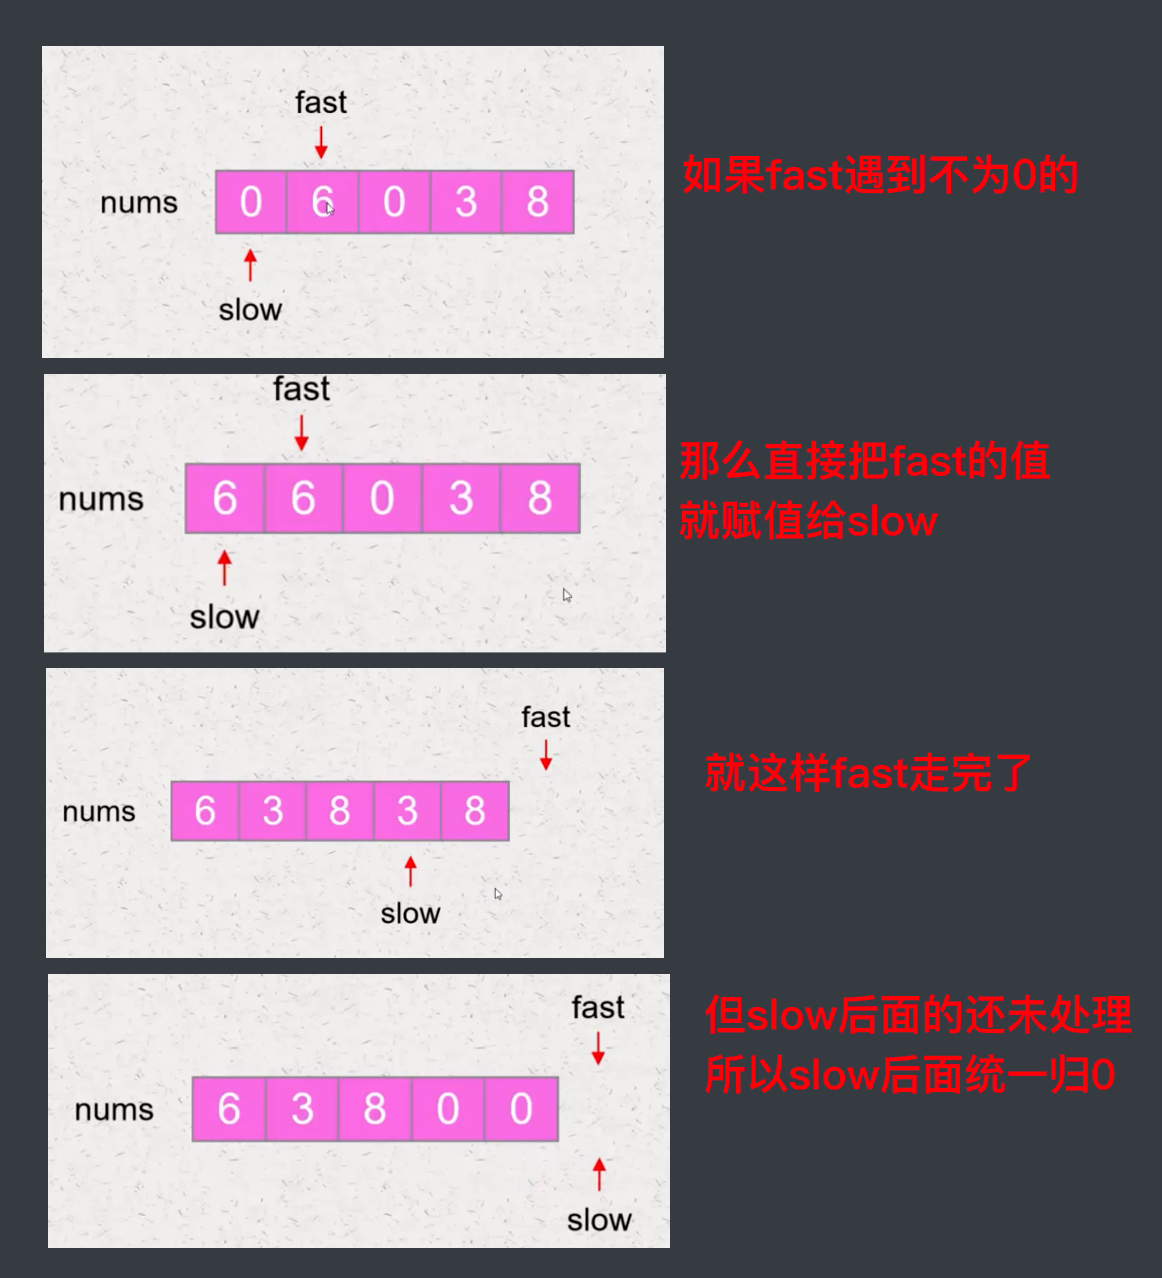 fast
如果fast遇到不为0的
nums 0 6 0 3 8
slow
fast
那么直接把fast的值
就赋值给slow
nums 6 6 0 3 8
slow
fast
就这样fast走完了
nums 6 3 8 3 8
slow
fast
但slow后面的还未处理
所以slow后面统一归0
nums 6 3 8 0 0
slow